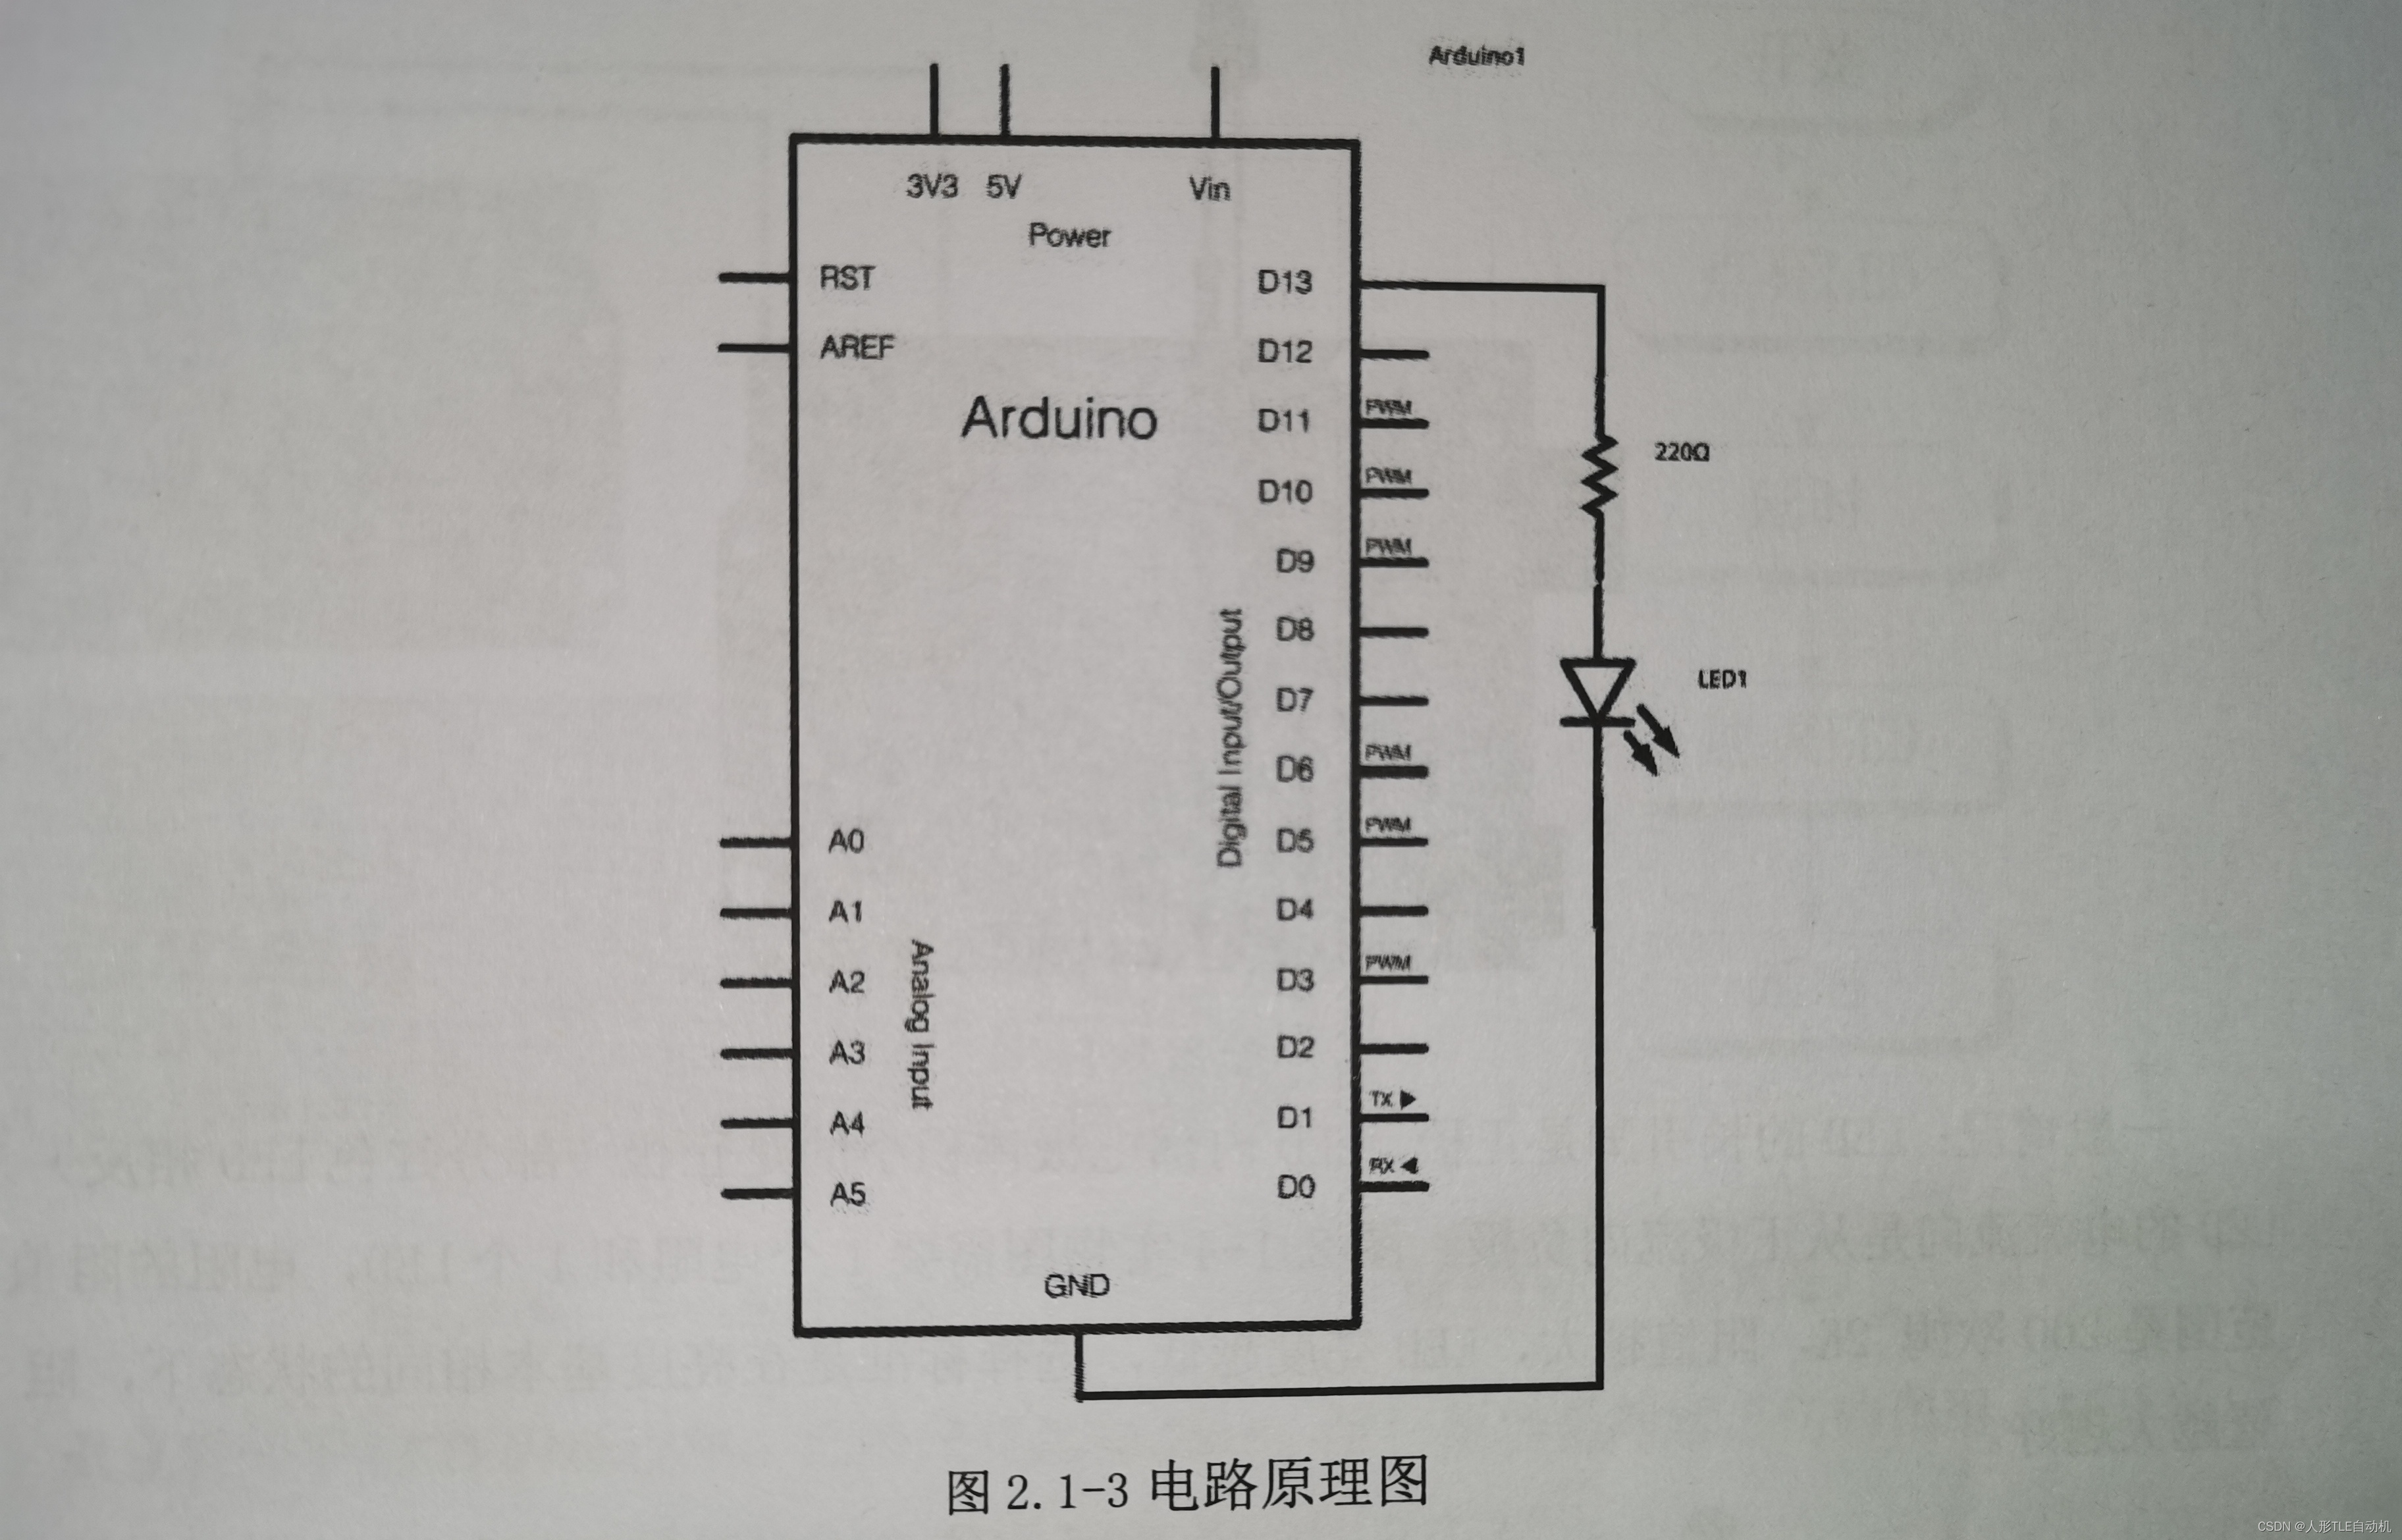 Arduino1
3V3 5V Vin
Power
RST
AREF
Arduino
D13
D12
D11 PWM
D10 PWM
D9 PWM
D8
D7
D6 PWM
D5 PWM
D4
D3 PWM
D2
D1 TX
D0 RX
Digital Input/Output
A0
A1
A2
A3
A4
A5
Analog Input
GND
220Ω
LED1
图 2.1-3 电路原理图
CSDN @人形TLE自动机